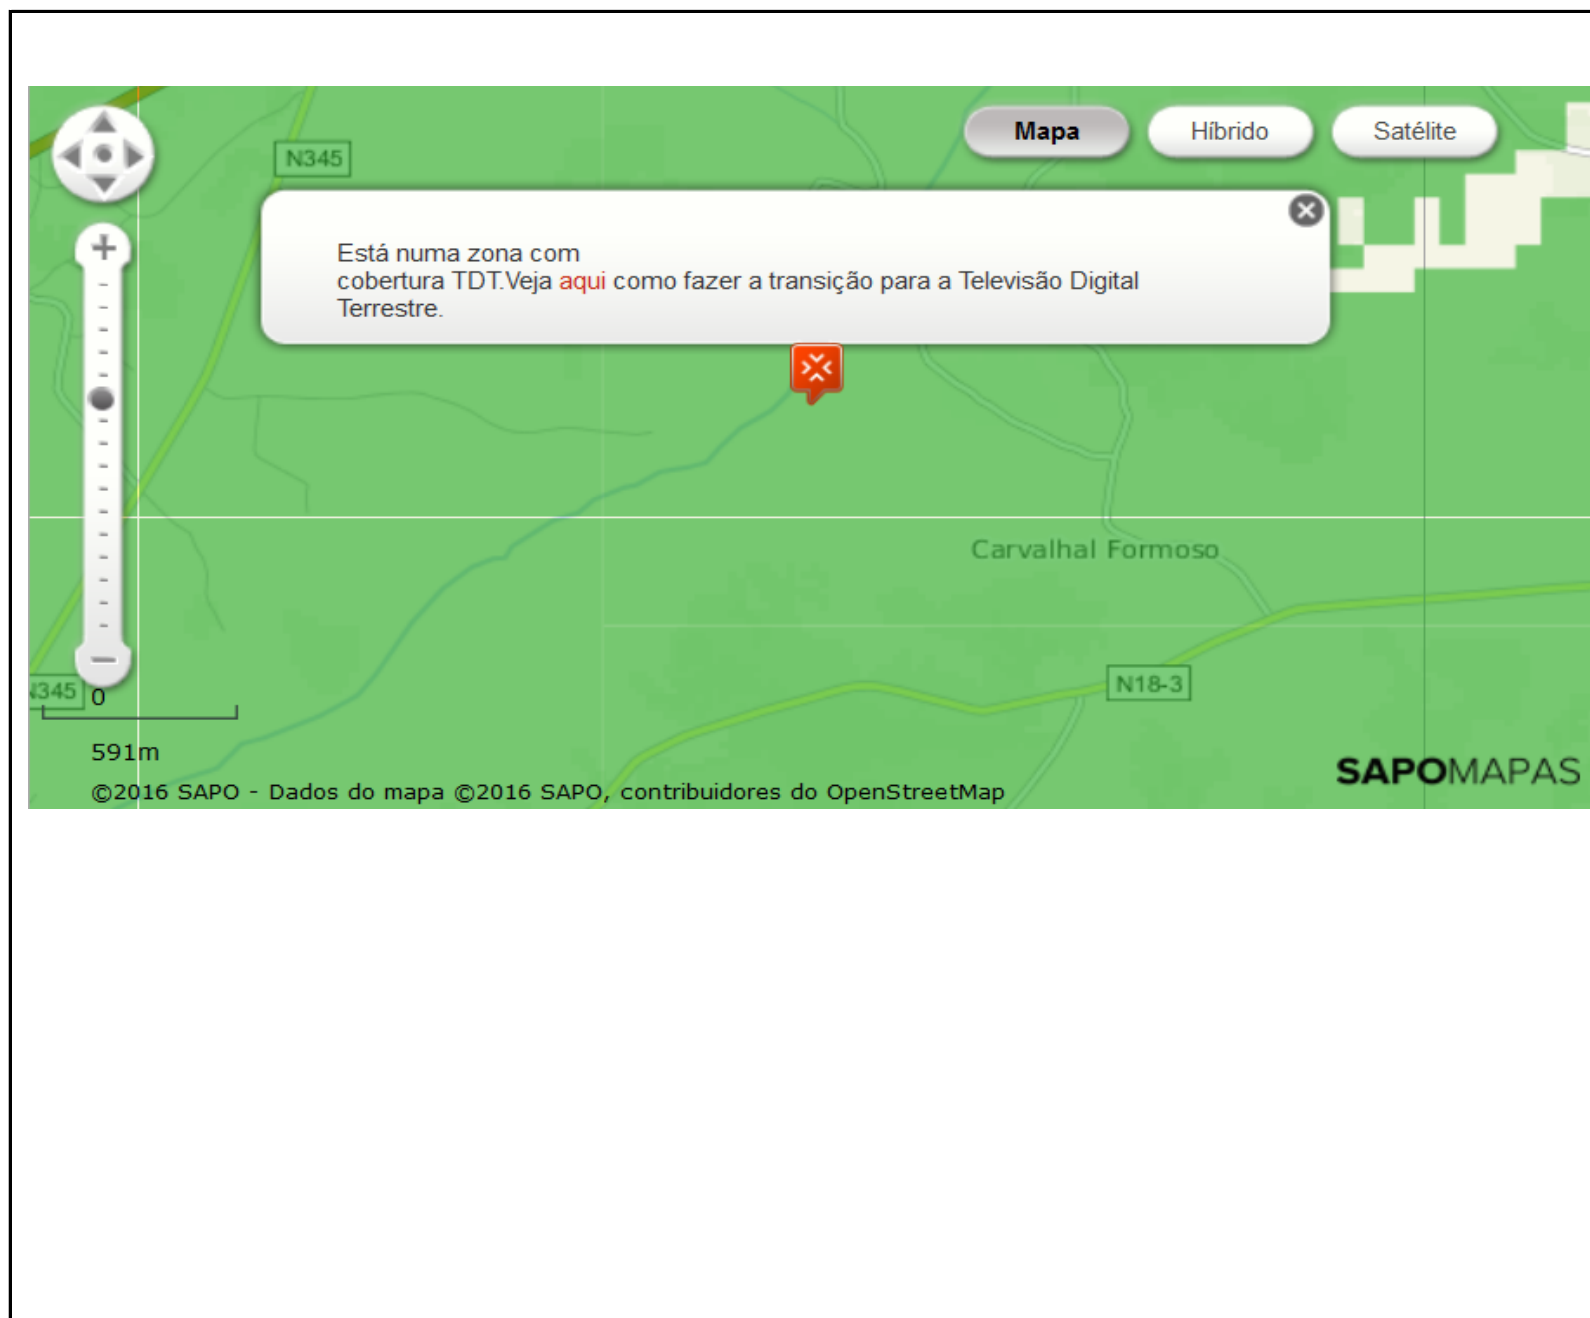 Mapa
Híbrido
Satélite
N345
Está numa zona com
cobertura TDT.Veja aqui como fazer a transição para a Televisão Digital
Terrestre.
Carvalhal Formoso
N345
0
N18-3
591m
SAPOMAPAS
©2016 SAPO - Dados do mapa ©2016 SAPO, contribuidores do OpenStreetMap